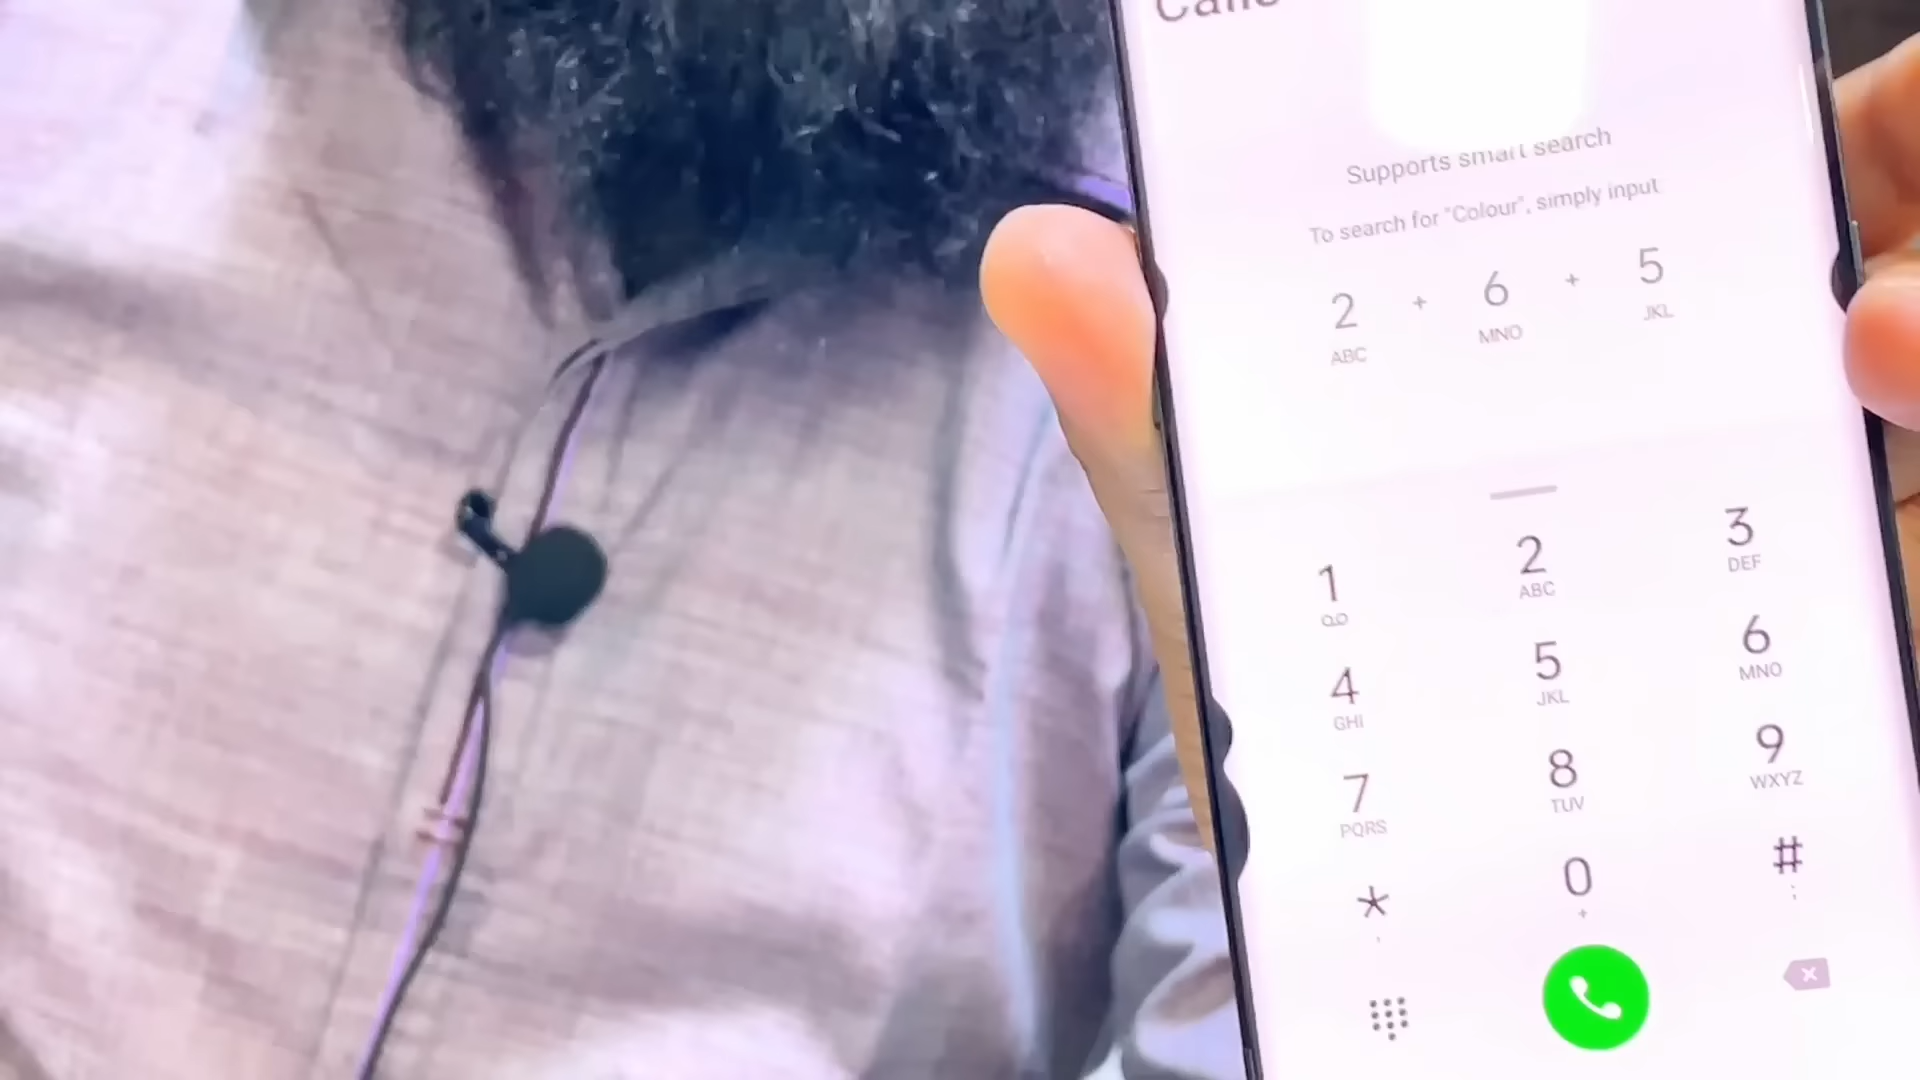 Calls
Supports smart search
To search for "Colour", simply input
2 + 6 + 5
ABC MNO JKL
1 2 3
ABC DEF
4 5 6
GHI JKL MNO
7 8 9
PQRS TUV WXYZ
* 0 #
, + ;